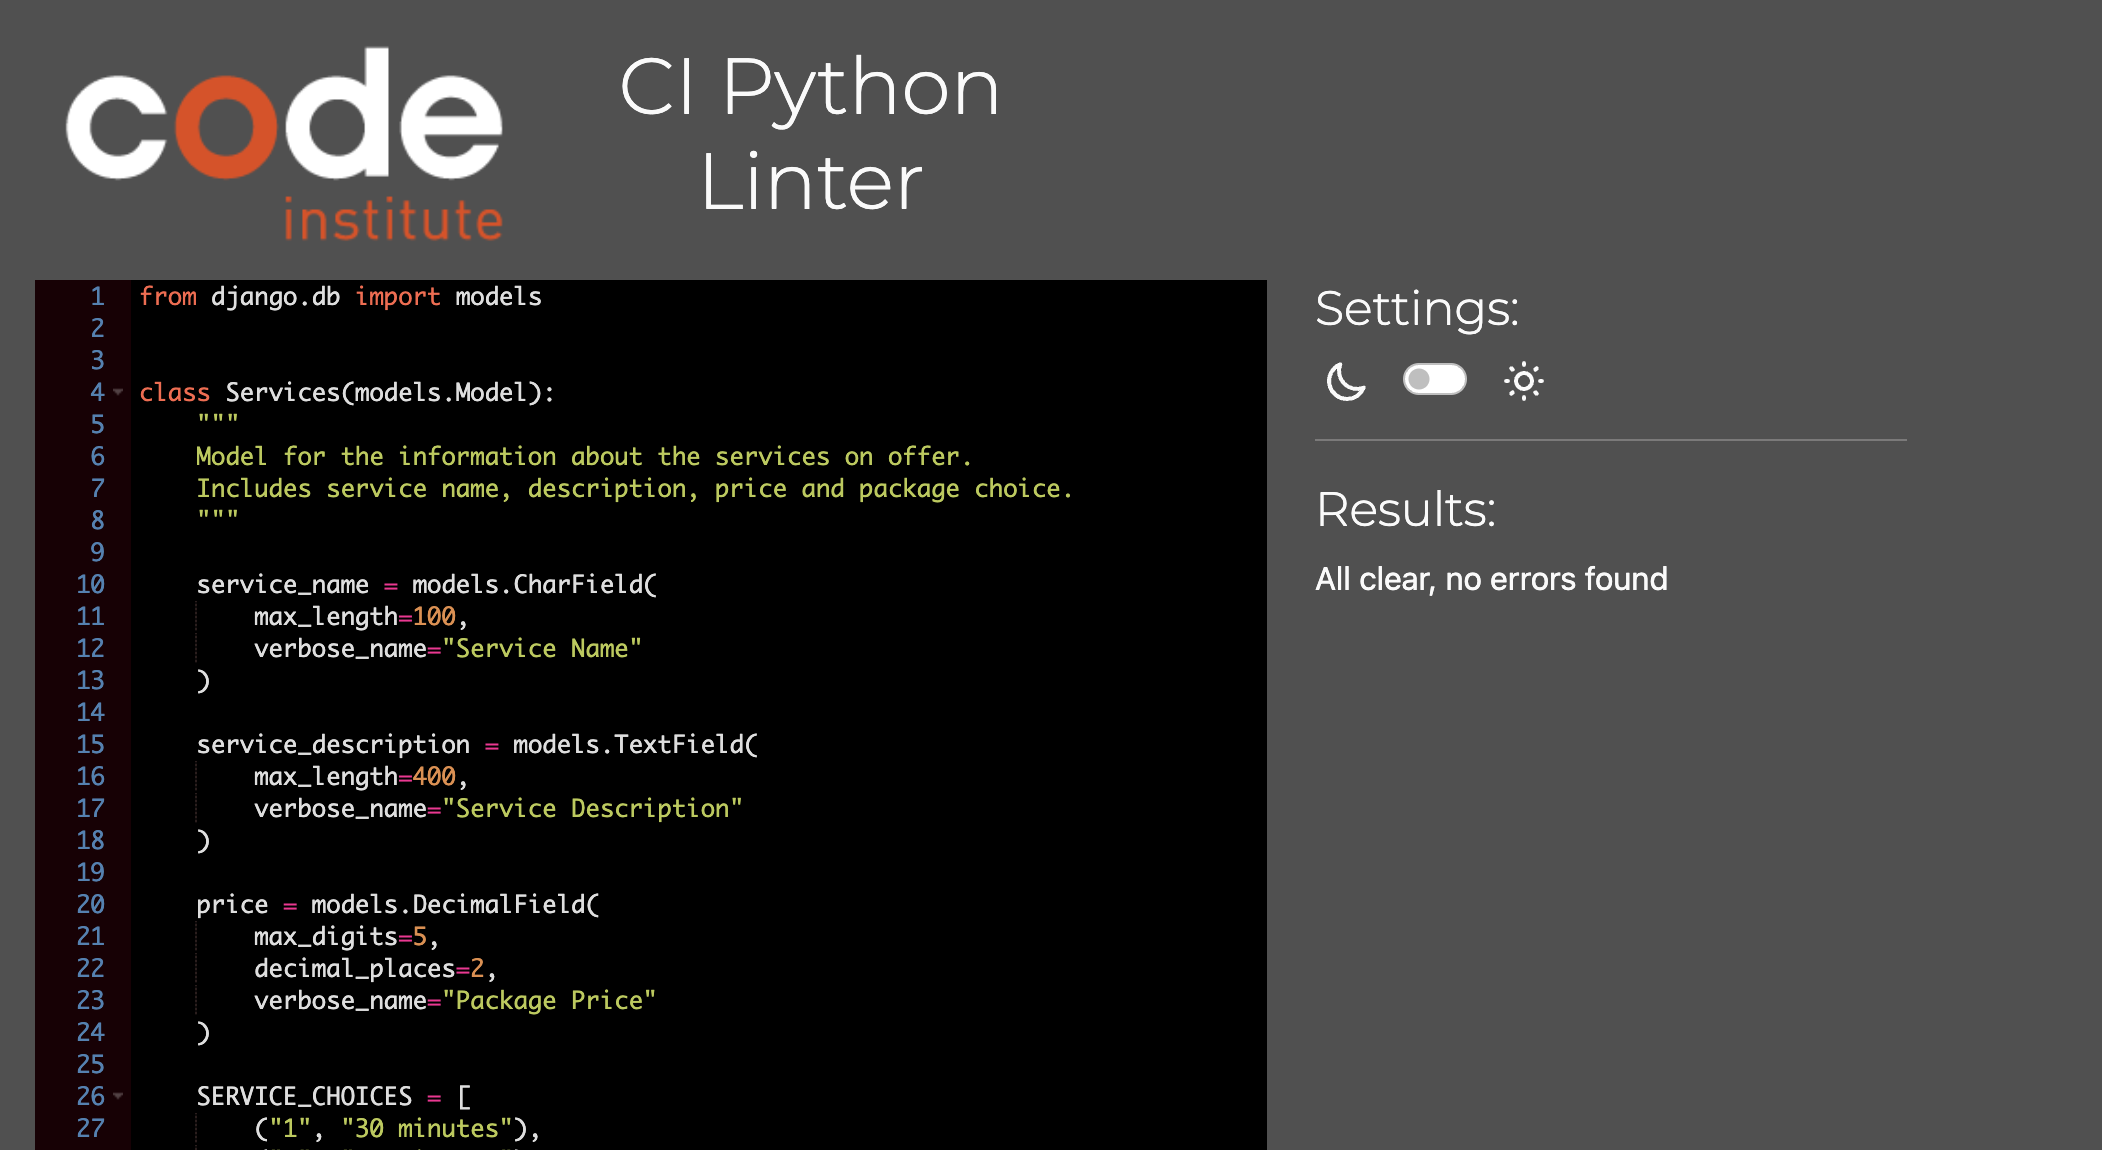 code
institute
CI Python
Linter
1 from django.db import models
2
3
4 class Services(models.Model):
5     """
6     Model for the information about the services on offer.
7     Includes service name, description, price and package choice.
8     """
9
10     service_name = models.CharField(
11         max_length=100,
12         verbose_name="Service Name"
13     )
14
15     service_description = models.TextField(
16         max_length=400,
17         verbose_name="Service Description"
18     )
19
20     price = models.DecimalField(
21         max_digits=5,
22         decimal_places=2,
23         verbose_name="Package Price"
24     )
25
26     SERVICE_CHOICES = [
27         ("1", "30 minutes"),
Settings:
Results:
All clear, no errors found